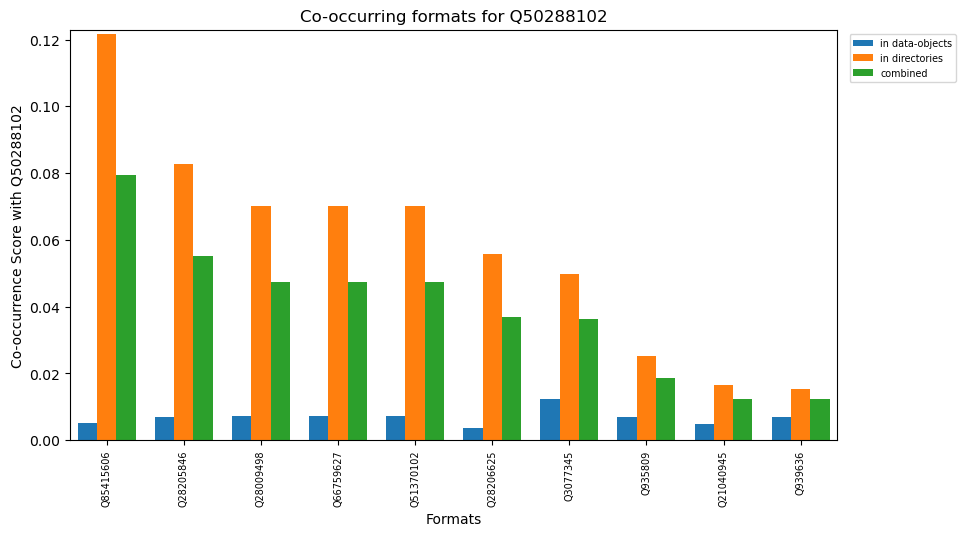 Co-occurring formats for Q50288102
in data-objects
in directories
combined
Co-occurrence Score with Q50288102
0.12
0.10
0.08
0.06
0.04
0.02
0.00
Q85415606
Q28205846
Q28009498
Q66759627
Q51370102
Q28206625
Q3077345
Q935809
Q21040945
Q939636
Formats